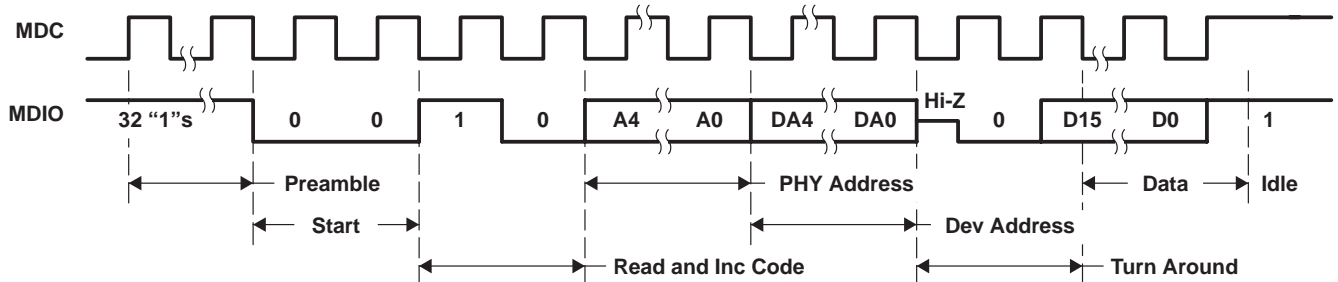 MDC
MDIO
32 “1”s 0 0 1 0 A4 A0 DA4 DA0 Hi-Z 0 D15 D0 1
Preamble PHY Address Data Idle
Start Dev Address
Read and Inc Code Turn Around